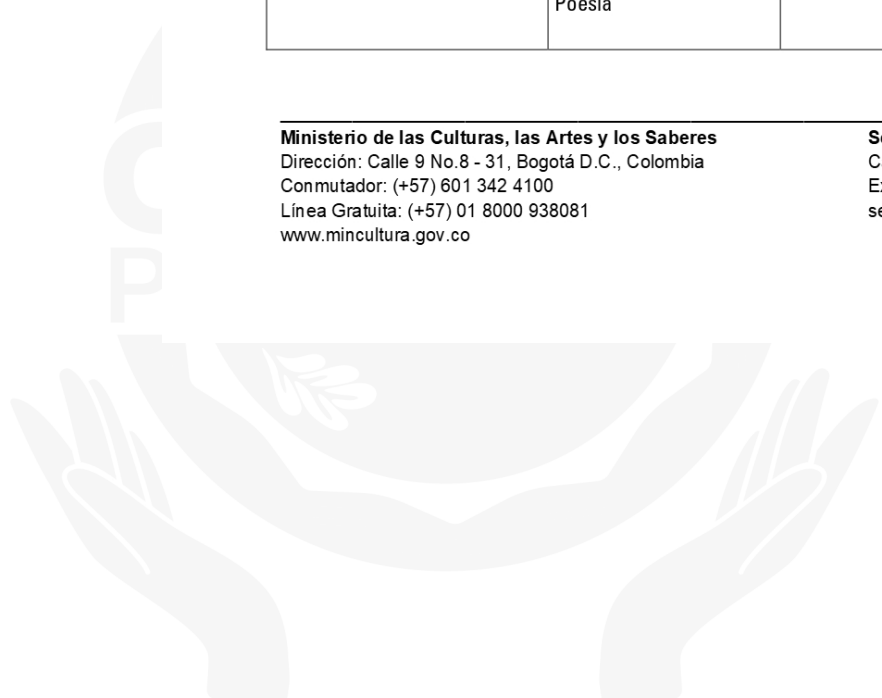 Poesía
Ministerio de las Culturas, las Artes y los Saberes
Dirección: Calle 9 No.8 - 31, Bogotá D.C., Colombia
Conmutador: (+57) 601 342 4100
Línea Gratuita: (+57) 01 8000 938081
www.mincultura.gov.co